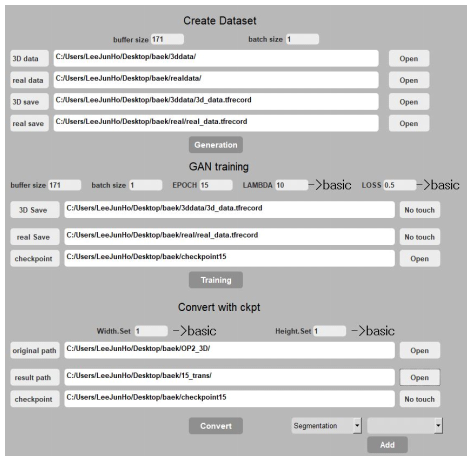 Create Dataset
buffer size 171 batch size 1
3D data C:/Users/LeeJunHo/Desktop/baek/3ddata/ Open
real data C:/Users/LeeJunHo/Desktop/baek/realdata/ Open
3D save C:/Users/LeeJunHo/Desktop/baek/3ddata/3d_data.tfrecord Open
real save C:/Users/LeeJunHo/Desktop/baek/real/real_data.tfrecord Open
Generation
GAN training
buffer size 171 batch size 1 EPOCH 15 LAMBDA 10 ->basic LOSS 0.5 ->basic
3D Save C:/Users/LeeJunHo/Desktop/baek/3ddata/3d_data.tfrecord No touch
real Save C:/Users/LeeJunHo/Desktop/baek/real/real_data.tfrecord No touch
checkpoint C:/Users/LeeJunHo/Desktop/baek/checkpoint15 Open
Training
Convert with ckpt
Width.Set 1 ->basic Height.Set 1 ->basic
original path C:/Users/LeeJunHo/Desktop/baek/OP2_3D/ Open
result path C:/Users/LeeJunHo/Desktop/baek/15_trans/ Open
checkpoint C:/Users/LeeJunHo/Desktop/baek/checkpoint15 No touch
Convert Segmentation
Add